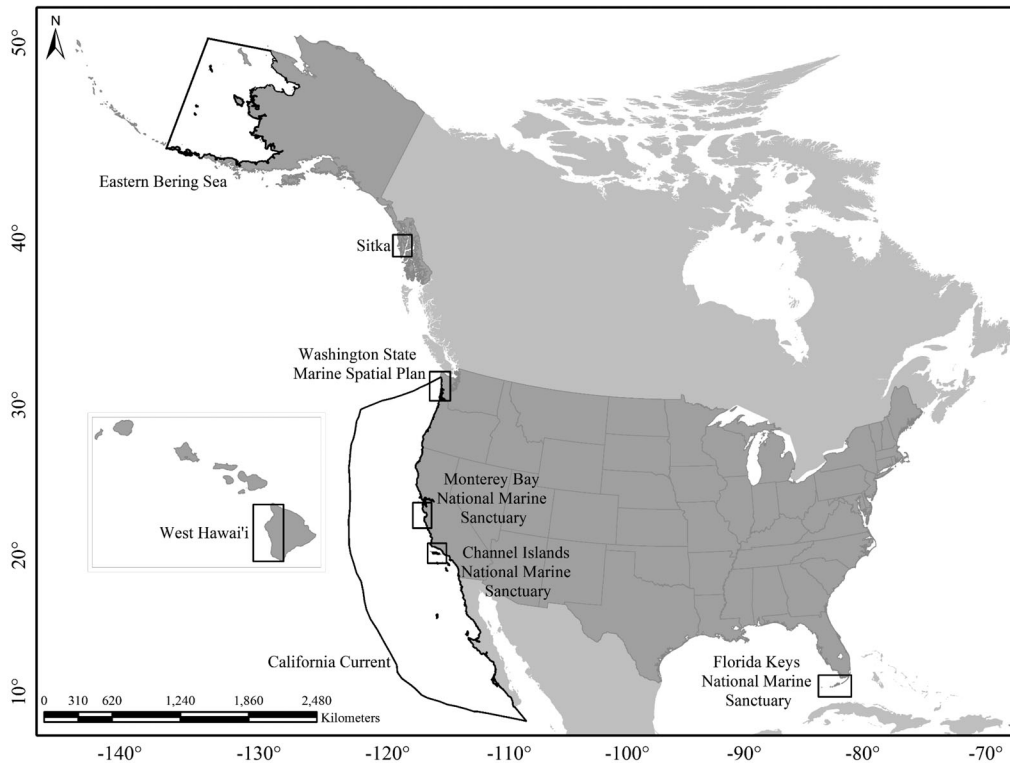 N
50°
Eastern Bering Sea
40°
Sitka
Washington State
Marine Spatial Plan
30°
Monterey Bay
National Marine
Sanctuary
West Hawai'i
20°
Channel Islands
National Marine
Sanctuary
California Current
Florida Keys
National Marine
Sanctuary
10°
0 310 620 1,240 1,860 2,480
Kilometers
-140° -130° -120° -110° -100° -90° -80° -70°